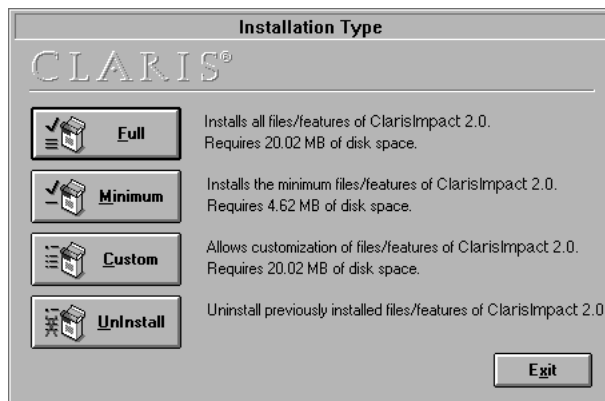 Installation Type
CLARIS®
Full
Installs all files/features of ClarisImpact 2.0.
Requires 20.02 MB of disk space.
Minimum
Installs the minimum files/features of ClarisImpact 2.0.
Requires 4.62 MB of disk space.
Custom
Allows customization of files/features of ClarisImpact 2.0.
Requires 20.02 MB of disk space.
UnInstall
Uninstall previously installed files/features of ClarisImpact 2.0
Exit